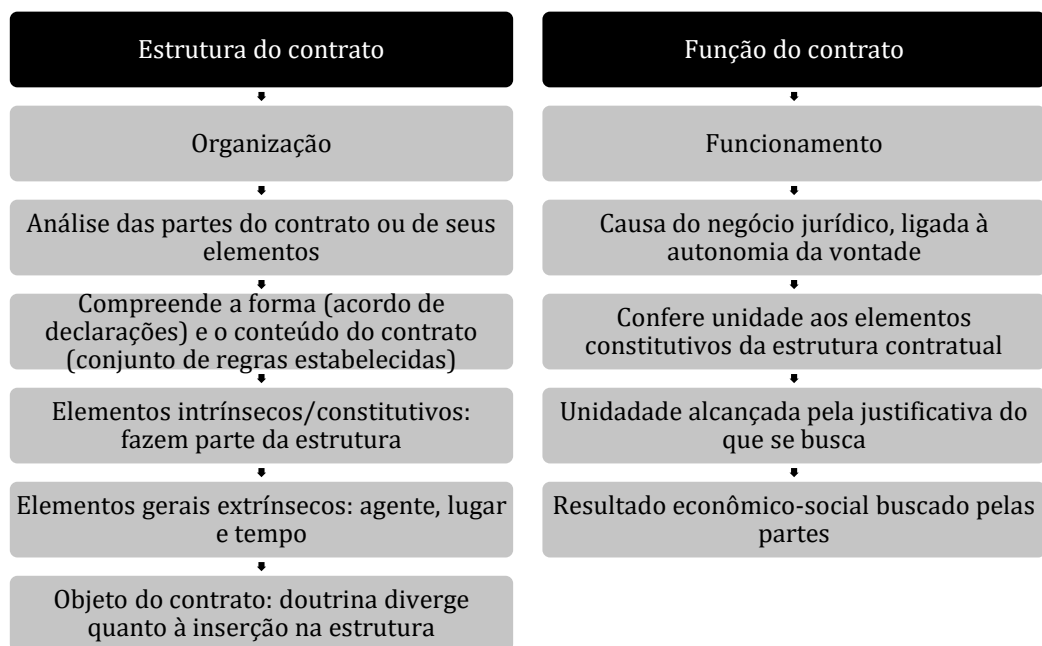 Estrutura do contrato
Organização
Análise das partes do contrato ou de seus
elementos
Compreende a forma (acordo de
declarações) e o conteúdo do contrato
(conjunto de regras estabelecidas)
Elementos intrínsecos/constitutivos:
fazem parte da estrutura
Elementos gerais extrínsecos: agente, lugar
e tempo
Objeto do contrato: doutrina diverge
quanto à inserção na estrutura
Função do contrato
Funcionamento
Causa do negócio jurídico, ligada à
autonomia da vontade
Confere unidade aos elementos
constitutivos da estrutura contratual
Unidadade alcançada pela justificativa do
que se busca
Resultado econômico-social buscado pelas
partes